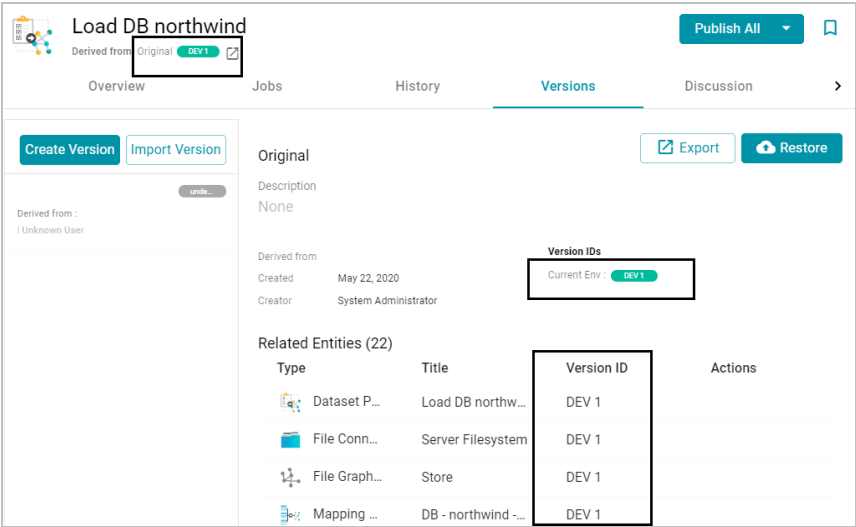 Load DB northwind
Derived from Original DEV 1
Publish All
Overview Jobs History Versions Discussion
Create Version Import Version
unde...
Derived from :
| Unknown User
Original
Export Restore
Description
None
Derived from
Created May 22, 2020
Creator System Administrator
Version IDs
Current Env : DEV 1
Related Entities (22)
Type Title Version ID Actions
Dataset P... Load DB northw... DEV 1
File Conn... Server Filesystem DEV 1
File Graph... Store DEV 1
Mapping ... DB - northwind -... DEV 1